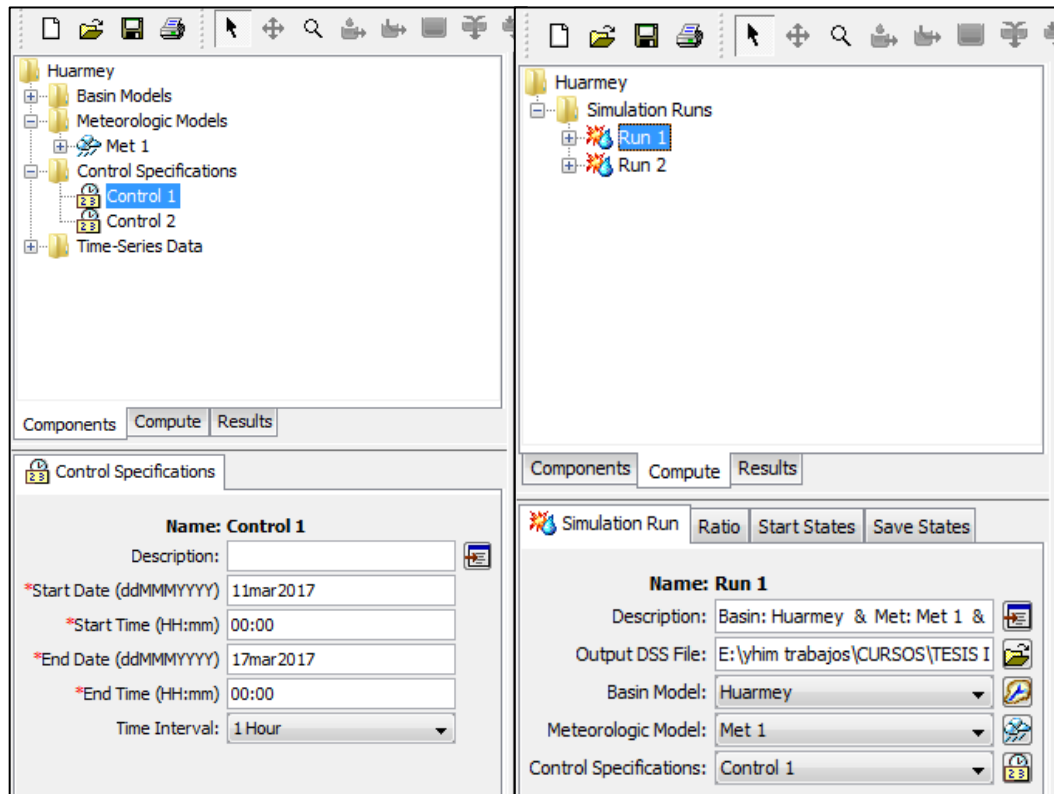 Huarmey
Basin Models
Meteorologic Models
Met 1
Control Specifications
Control 1
Control 2
Time-Series Data
Components Compute Results
Control Specifications
Name: Control 1
Description:
*Start Date (ddMMMYYYY) 11mar2017
*Start Time (HH:mm) 00:00
*End Date (ddMMMYYYY) 17mar2017
*End Time (HH:mm) 00:00
Time Interval: 1 Hour
Huarmey
Simulation Runs
Run 1
Run 2
Components Compute Results
Simulation Run Ratio Start States Save States
Name: Run 1
Description: Basin: Huarmey & Met: Met 1 &
Output DSS File: E:\yhim trabajos\CURSOS\TESIS I
Basin Model: Huarmey
Meteorologic Model: Met 1
Control Specifications: Control 1